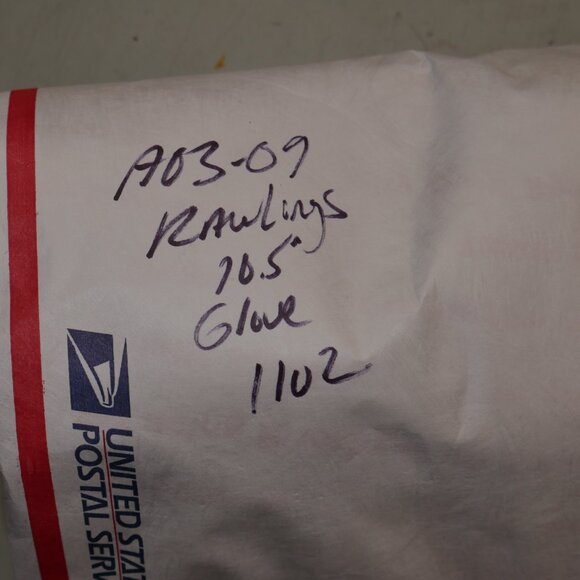 A03-09
RAWlings
10.5"
Glove
1102
UNITED STAT
POSTAL SERV